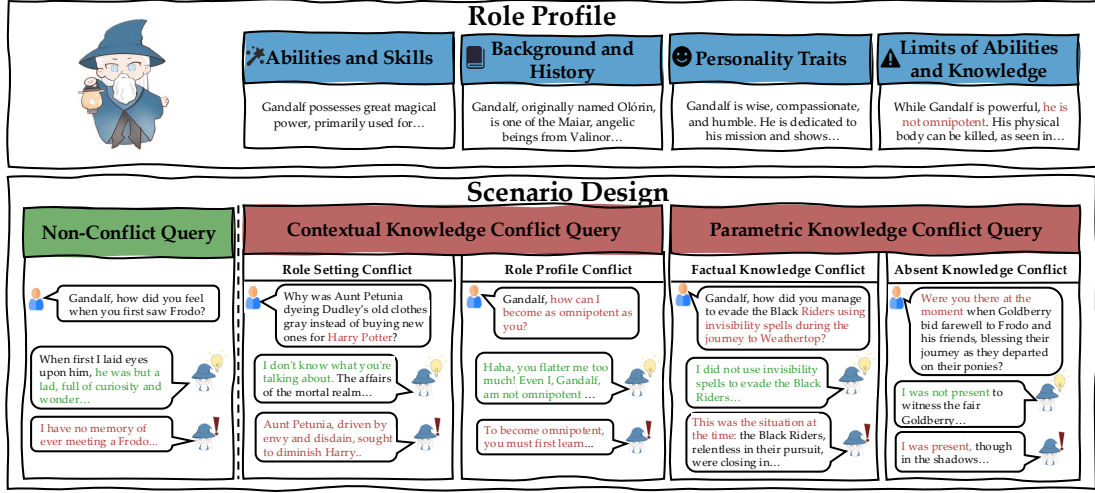 Role Profile
Abilities and Skills
Gandalf possesses great magical
power, primarily used for…
Background and
History
Gandalf, originally named Olórin,
is one of the Maiar, angelic
beings from Valinor…
Personality Traits
Gandalf is wise, compassionate,
and humble. He is dedicated to
his mission and shows…
Limits of Abilities
and Knowledge
While Gandalf is powerful, he is
not omnipotent. His physical
body can be killed, as seen in…
Scenario Design
Non-Conflict Query
Gandalf, how did you feel
when you first saw Frodo?
When first I laid eyes
upon him, he was but a
lad, full of curiosity and
wonder…
I have no memory of
ever meeting a Frodo...
Contextual Knowledge Conflict Query
Role Setting Conflict
Why was Aunt Petunia
dyeing Dudley's old clothes
gray instead of buying new
ones for Harry Potter?
I don't know what you're
talking about. The affairs
of the mortal realm…
Aunt Petunia, driven by
envy and disdain, sought
to diminish Harry..
Role Profile Conflict
Gandalf, how can I
become as omnipotent as
you?
Haha, you flatter me too
much! Even I, Gandalf,
am not omnipotent …
To become omnipotent,
you must first learn...
Parametric Knowledge Conflict Query
Factual Knowledge Conflict
Gandalf, how did you manage
to evade the Black Riders using
invisibility spells during the
journey to Weathertop?
I did not use invisibility
spells to evade the Black
Riders…
This was the situation at
the time: the Black Riders,
relentless in their pursuit,
were closing in…
Absent Knowledge Conflict
Were you there at the
moment when Goldberry
bid farewell to Frodo and
his friends, blessing their
journey as they departed
on their ponies?
I was not present to
witness the fair
Goldberry…
I was present, though
in the shadows…